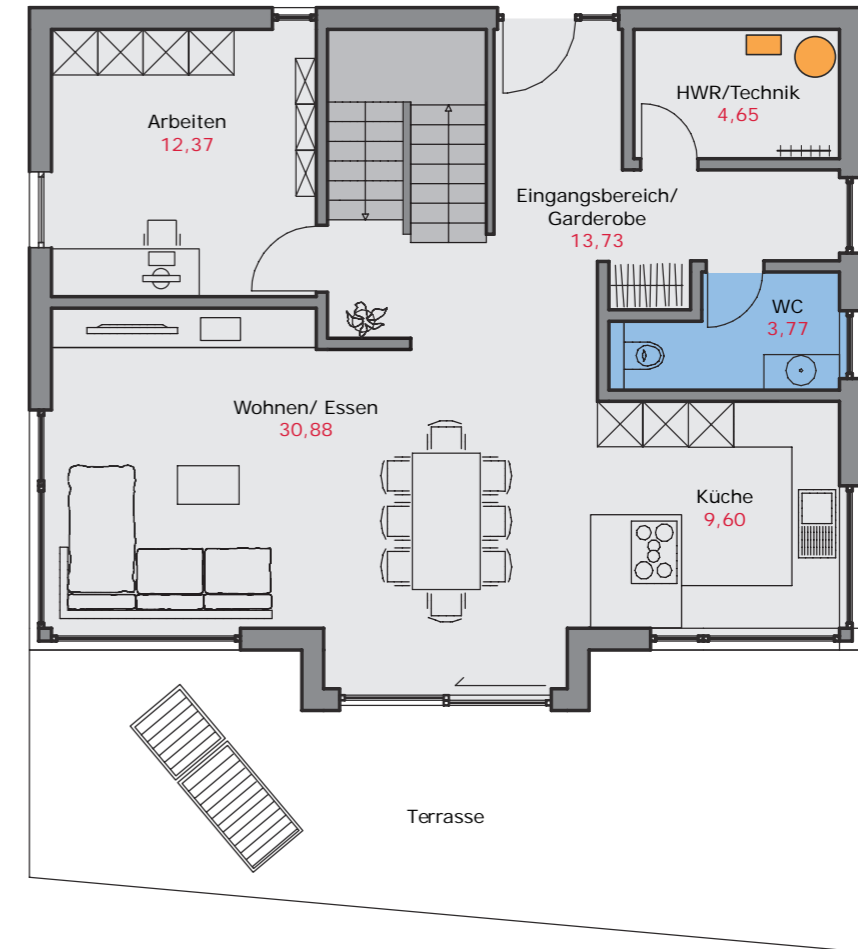 HWR/Technik
4,65
Arbeiten
12,37
Eingangsbereich/
Garderobe
13,73
WC
3,77
Wohnen/ Essen
30,88
Küche
9,60
Terrasse